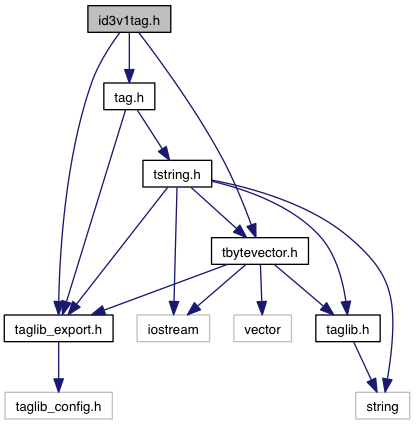 id3v1tag.h
tag.h
tstring.h
tbytevector.h
taglib_export.h
iostream
vector
taglib.h
taglib_config.h
string